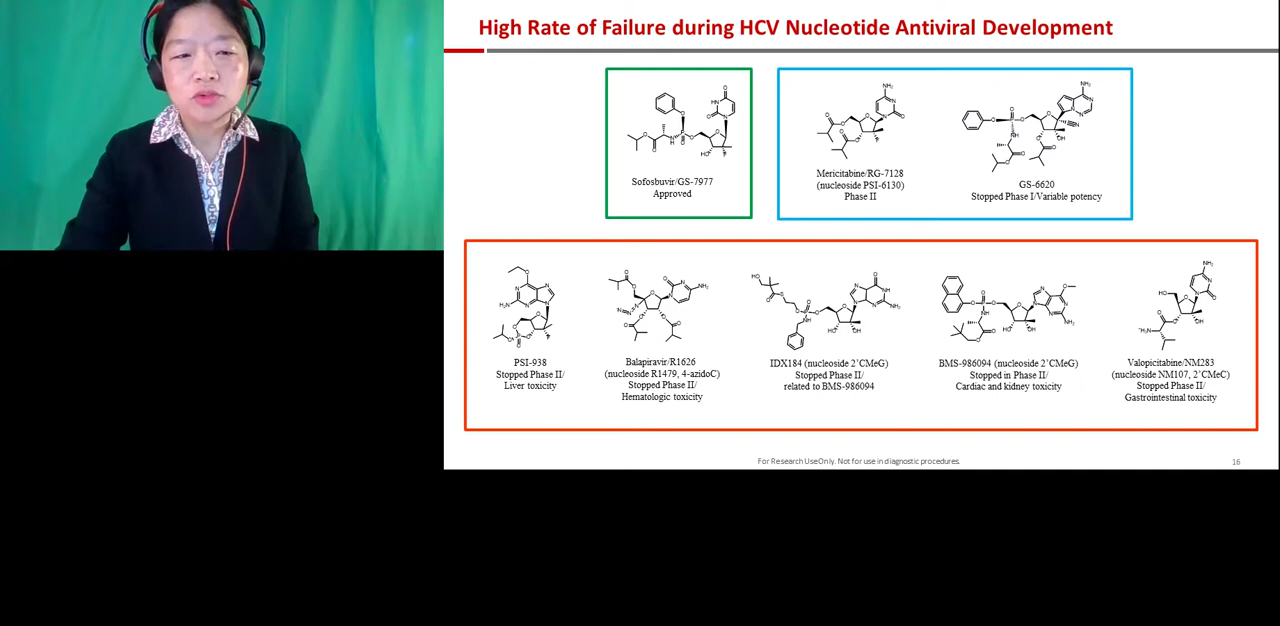 High Rate of Failure during HCV Nucleotide Antiviral Development
Sofosbuvir/GS-7977
Approved
Mericitabine/RG-7128
(nucleoside PSI-6130)
Phase II
GS-6620
Stopped Phase I/Variable potency
PSI-938
Stopped Phase II/
Liver toxicity
Balapiravir/R1626
(nucleoside R1479, 4-azidoC)
Stopped Phase II/
Hematologic toxicity
IDX184 (nucleoside 2'CMeG)
Stopped Phase II/
related to BMS-986094
BMS-986094 (nucleoside 2'CMeG)
Stopped in Phase II/
Cardiac and kidney toxicity
Valopicitabine/NM283
(nucleoside NM107, 2'CMeC)
Stopped Phase II/
Gastrointestinal toxicity
For Research UseOnly. Not for use in diagnostic procedures.
16